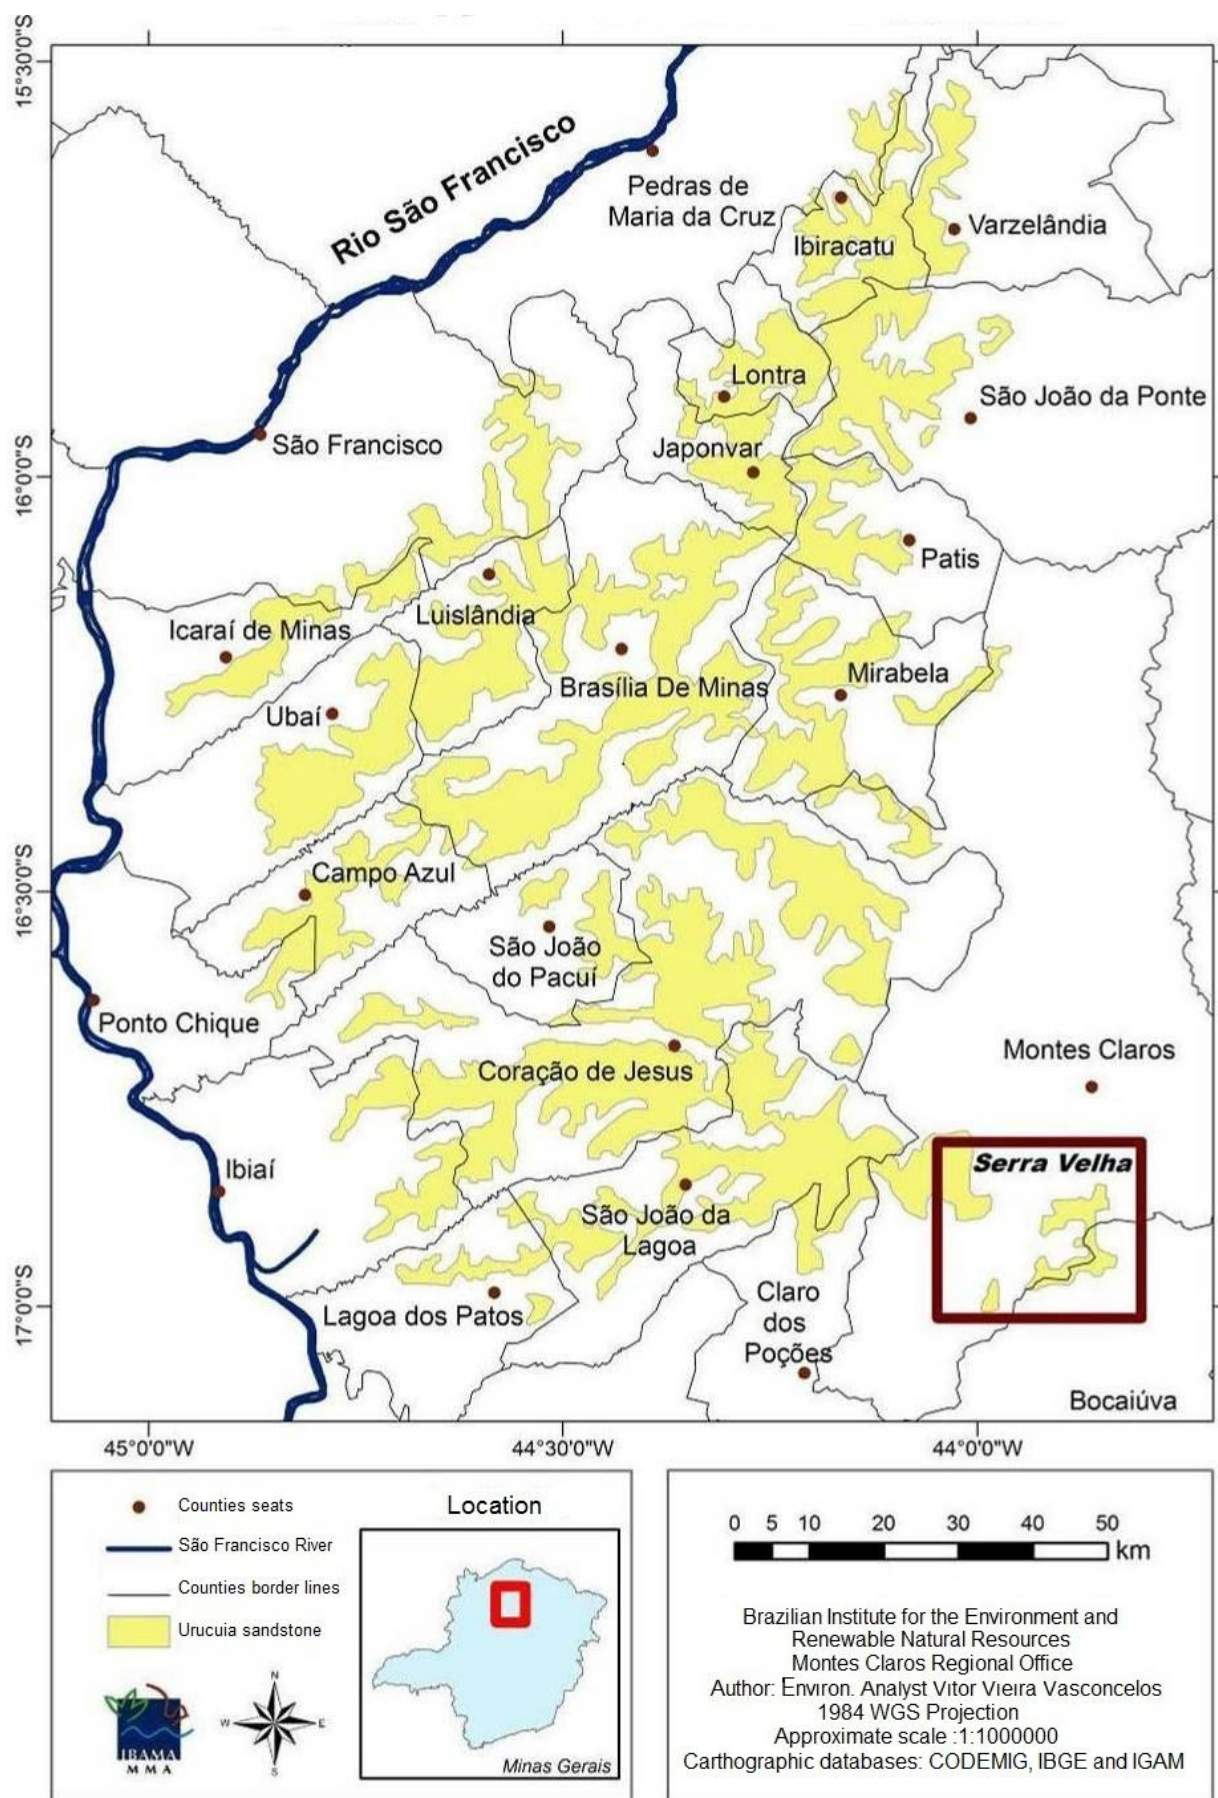 15°30'0"S
Rio São Francisco
Pedras de
Maria da Cruz
Ibiracatu
Varzelândia
Lontra
São João da Ponte
São Francisco
Japonvar
16°0'0"S
Patis
Luislândia
Icaraí de Minas
Mirabela
Brasília De Minas
Ubaí
16°30'0"S
Campo Azul
São João
do Pacuí
Ponto Chique
Montes Claros
Coração de Jesus
Serra Velha
Ibiaí
São João da
Lagoa
17°0'0"S
Lagoa dos Patos
Claro
dos
Poções
Bocaiúva
45°0'0"W
44°30'0"W
44°0'0"W
Counties seats
São Francisco River
Counties border lines
Urucuia sandstone
IBAMA
M M A
N
W
E
S
Location
Minas Gerais
0 5 10 20 30 40 50
km
Brazilian Institute for the Environment and
Renewable Natural Resources
Montes Claros Regional Office
Author: Environ. Analyst Vitor Vieira Vasconcelos
1984 WGS Projection
Approximate scale :1:1000000
Carthographic databases: CODEMIG, IBGE and IGAM